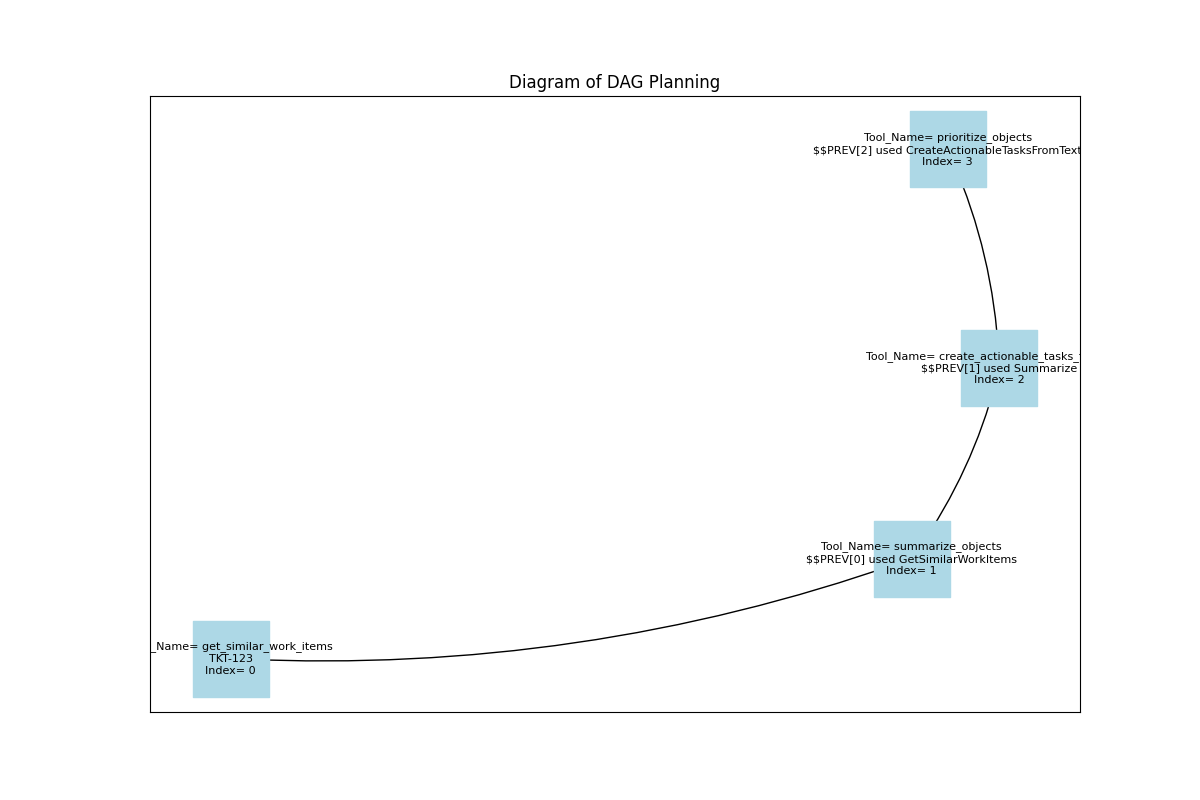 Diagram of DAG Planning
Tool_Name= prioritize_objects
$$PREV[2] used CreateActionableTasksFromText
Index= 3
Tool_Name= create_actionable_tasks_
$$PREV[1] used Summarize
Index= 2
Tool_Name= summarize_objects
$$PREV[0] used GetSimilarWorkItems
Index= 1
_Name= get_similar_work_items
TKT-123
Index= 0